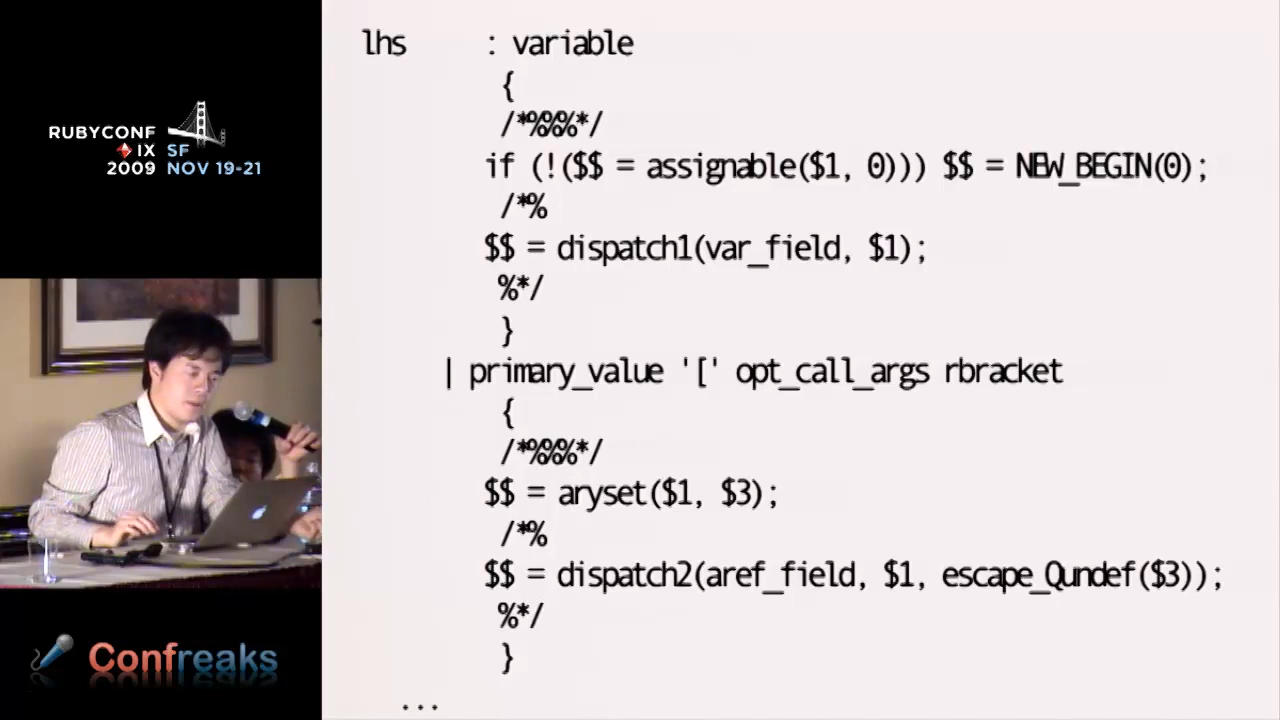 RUBYCONF
IX SF
2009 NOV 19-21
lhs : variable
{
/*%%%*/
if (!($$ = assignable($1, 0))) $$ = NEW_BEGIN(0);
/*%
$$ = dispatch1(var_field, $1);
%*/
}
| primary_value '[' opt_call_args rbracket
{
/*%%%*/
$$ = aryset($1, $3);
/*%
$$ = dispatch2(aref_field, $1, escape_Qundef($3));
%*/
}
...
Confreaks